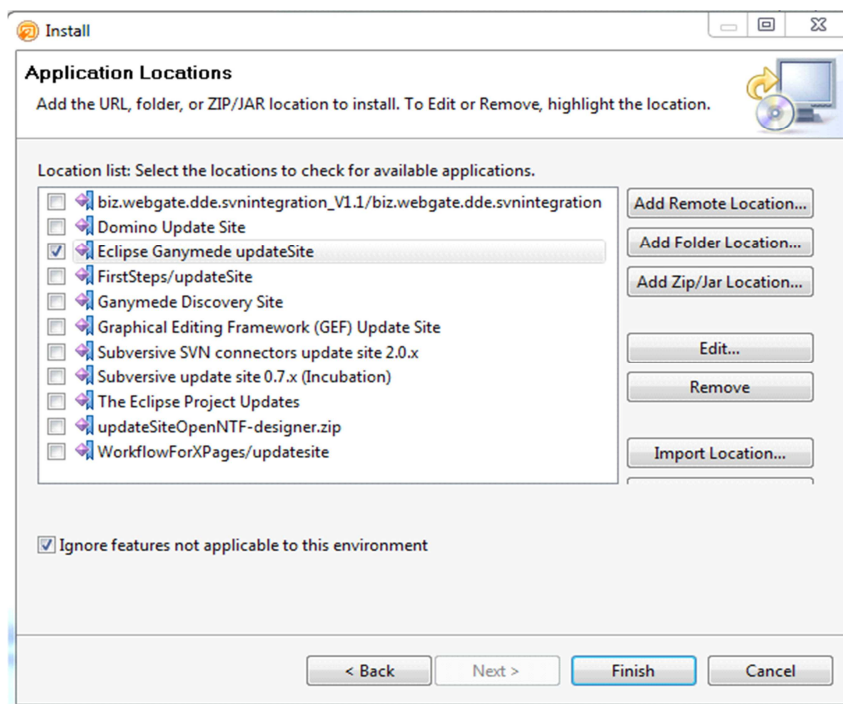 Install
Application Locations
Add the URL, folder, or ZIP/JAR location to install. To Edit or Remove, highlight the location.
Location list: Select the locations to check for available applications.
biz.webgate.dde.svnintegration_V1.1/biz.webgate.dde.svnintegration
Domino Update Site
Eclipse Ganymede updateSite
FirstSteps/updateSite
Ganymede Discovery Site
Graphical Editing Framework (GEF) Update Site
Subversive SVN connectors update site 2.0.x
Subversive update site 0.7.x (Incubation)
The Eclipse Project Updates
updateSiteOpenNTF-designer.zip
WorkflowForXPages/updatesite
Add Remote Location...
Add Folder Location...
Add Zip/Jar Location...
Edit...
Remove
Import Location...
Ignore features not applicable to this environment
< Back
Next >
Finish
Cancel